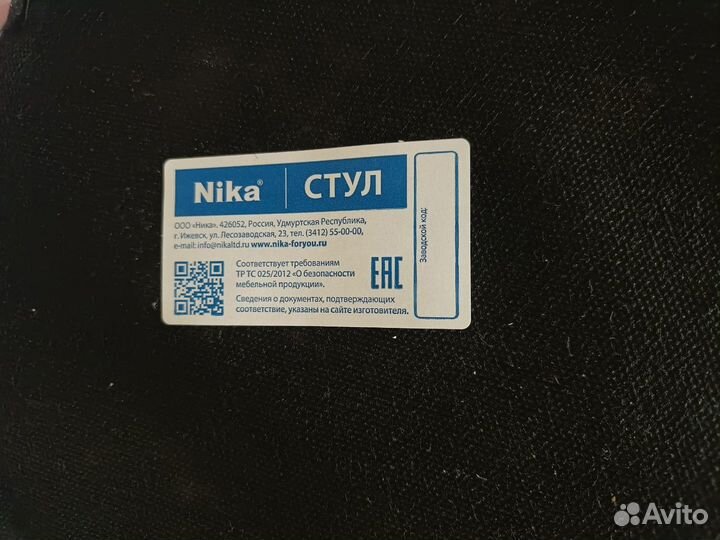 Nika® СТУЛ
ООО «Ника». 426052, Россия, Удмуртская Республика,
г. Ижевск, ул. Лесозаводская, 23, тел. (3412) 55-00-00,
e-mail: info@nikaltd.ru www.nika-foryou.ru
Соответствует требованиям
ТР ТС 025/2012 «О безопасности
мебельной продукции».
EAC
Сведения о документах, подтверждающих
соответствие, указаны на сайте изготовителя.
Заводской код:
Avito